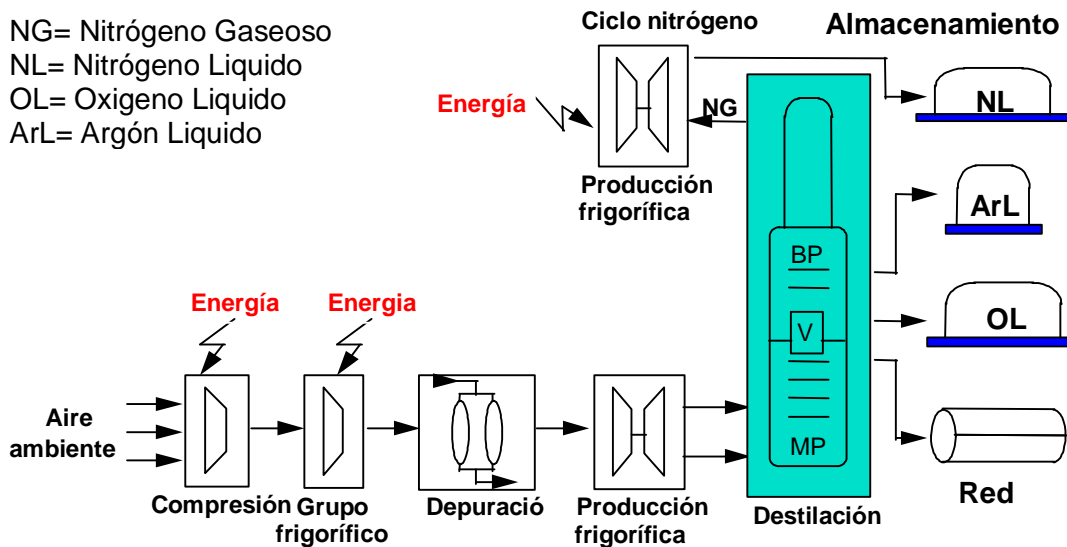 NG= Nitrógeno Gaseoso
NL= Nitrógeno Liquido
OL= Oxigeno Liquido
ArL= Argón Liquido
Ciclo nitrógeno
Almacenamiento
Energía
NG
NL
Producción
frigorífica
ArL
BP
Energía
Energia
V
OL
Aire
ambiente
MP
Red
Compresión
Grupo
frigorífico
Depuració
Producción
frigorífica
Destilación